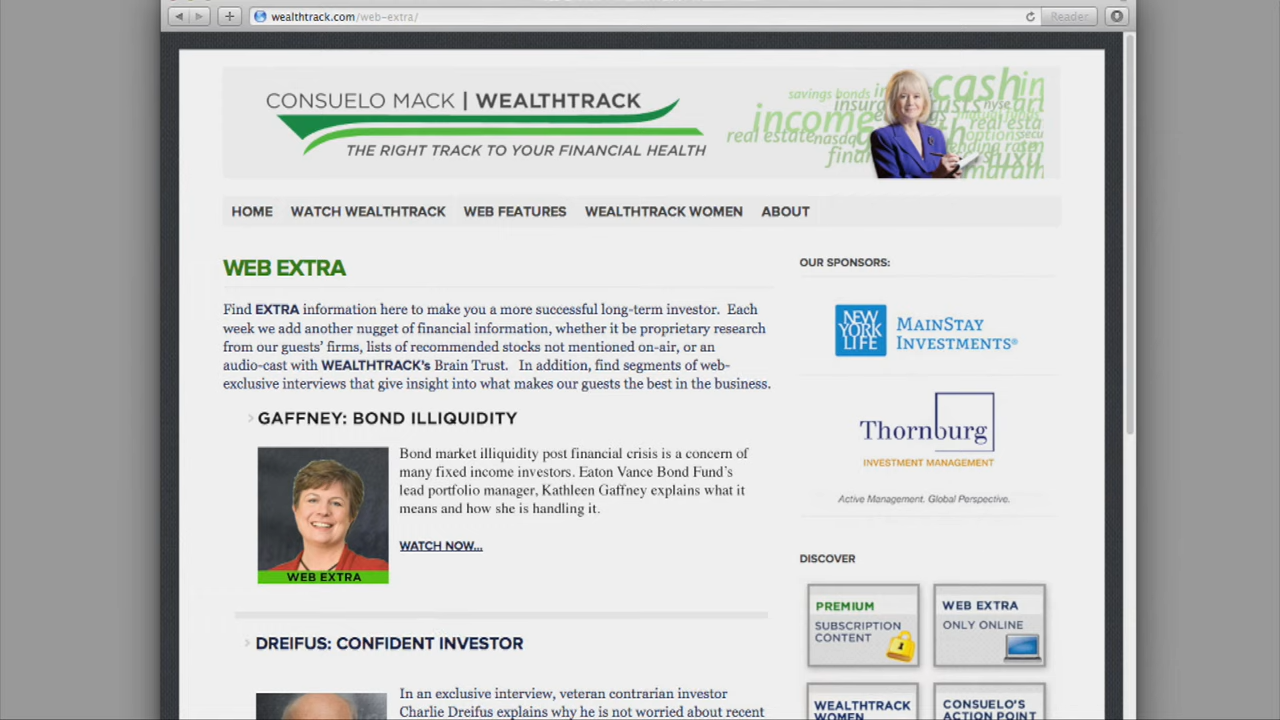 wealthtrack.com/web-extra/
Reader
CONSUELO MACK | WEALTHTRACK
THE RIGHT TRACK TO YOUR FINANCIAL HEALTH
savings bonds
cash
income
real estate
nasdaq
nyse
real esta
options
HOME
WATCH WEALTHTRACK
WEB FEATURES
WEALTHTRACK WOMEN
ABOUT
WEB EXTRA
Find EXTRA information here to make you a more successful long-term investor. Each
week we add another nugget of financial information, whether it be proprietary research
from our guests' firms, lists of recommended stocks not mentioned on-air, or an
audio-cast with WEALTHTRACK's Brain Trust. In addition, find segments of web-
exclusive interviews that give insight into what makes our guests the best in the business.
GAFFNEY: BOND ILLIQUIDITY
Bond market illiquidity post financial crisis is a concern of
many fixed income investors. Eaton Vance Bond Fund's
lead portfolio manager, Kathleen Gaffney explains what it
means and how she is handling it.
WATCH NOW...
WEB EXTRA
DREIFUS: CONFIDENT INVESTOR
In an exclusive interview, veteran contrarian investor
Charlie Dreifus explains why he is not worried about recent
OUR SPONSORS:
NEW
YORK
LIFE
MAINSTAY
INVESTMENTS®
Thornburg
INVESTMENT MANAGEMENT
Active Management. Global Perspective.
DISCOVER
PREMIUM
SUBSCRIPTION
CONTENT
WEB EXTRA
ONLY ONLINE
WEALTHTRACK
WOMEN
CONSUELO'S
ACTION POINT